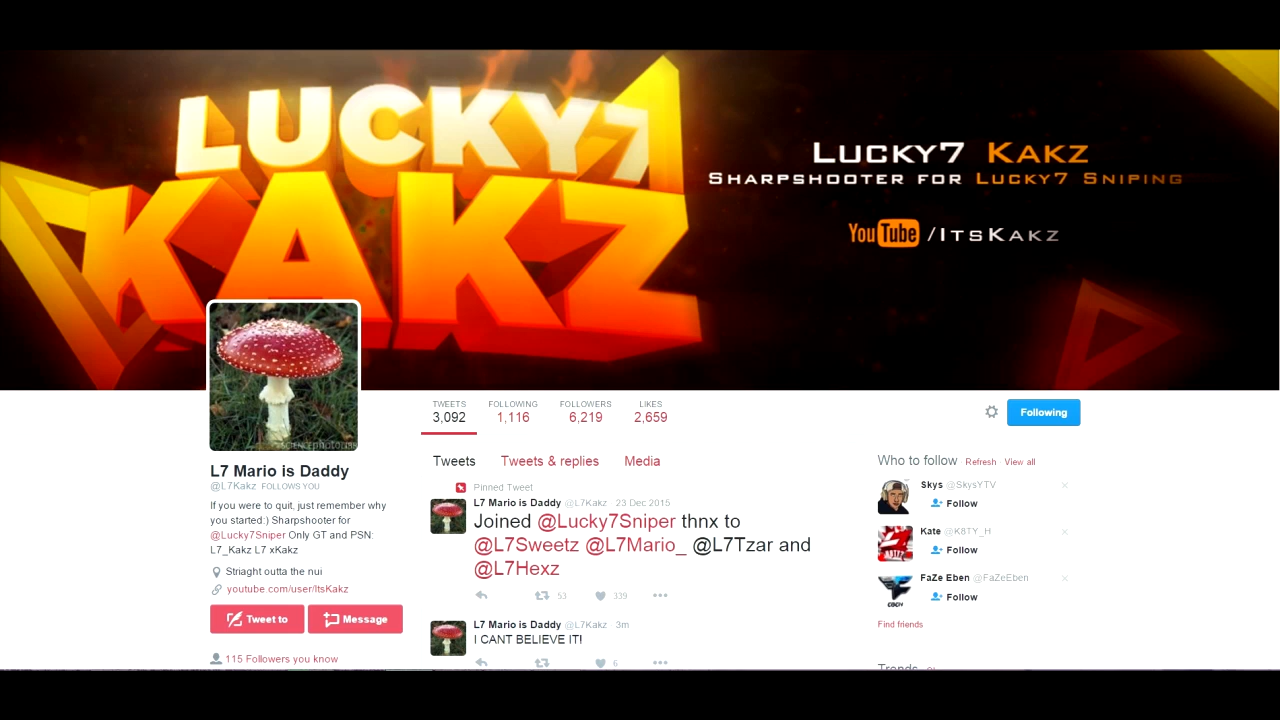 LUCKY7
KAKZ
Lucky7 Kakz
Sharpshooter for Lucky7 Sniping
YouTube /ItsKakz
TWEETS FOLLOWING FOLLOWERS LIKES
3,092 1,116 6,219 2,659
Following
L7 Mario is Daddy
@L7Kakz FOLLOWS YOU
If you were to quit, just remember why
you started:) Sharpshooter for
@Lucky7Sniper Only GT and PSN:
L7_Kakz L7 xKakz
Striaght outta the nui
youtube.com/user/ItsKakz
Tweet to Message
115 Followers you know
Tweets Tweets & replies Media
Pinned Tweet
L7 Mario is Daddy @L7Kakz 23 Dec 2015
Joined @Lucky7Sniper thnx to
@L7Sweetz @L7Mario_ @L7Tzar and
@L7Hexz
53 339
L7 Mario is Daddy @L7Kakz 3m
I CANT BELIEVE IT!
6
Who to follow Refresh View all
Skys @SkysYTV
Follow
Kate @K8TY_H
Follow
FaZe Eben @FaZeEben
Follow
Find friends
Trends